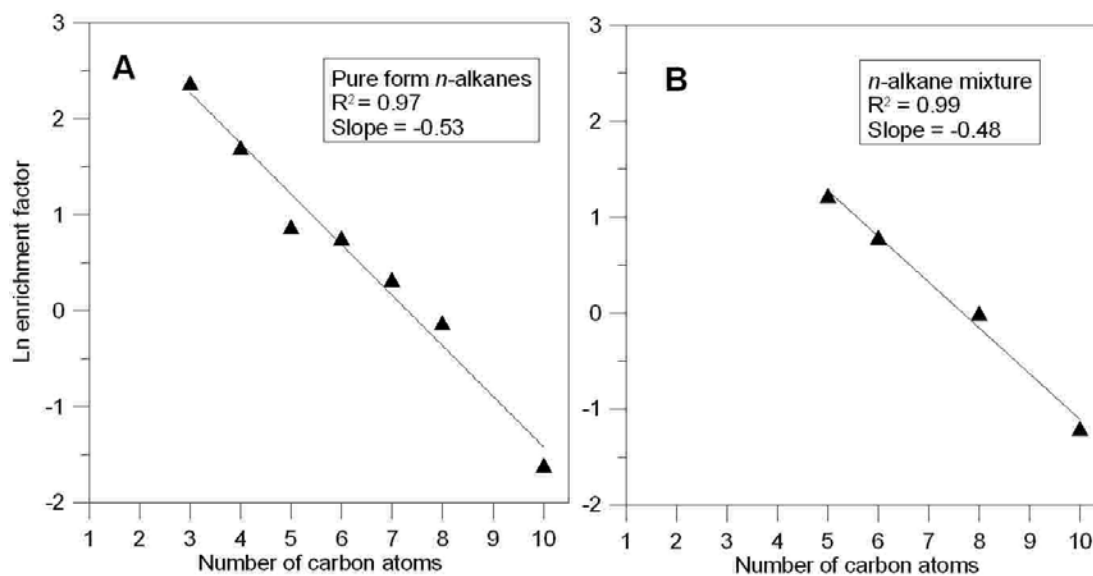 A
Pure form n-alkanes
R² = 0.97
Slope = -0.53
Ln enrichment factor
3
2
1
0
-1
-2
1 2 3 4 5 6 7 8 9 10
Number of carbon atoms
B
n-alkane mixture
R² = 0.99
Slope = -0.48
3
2
1
0
-1
-2
1 2 3 4 5 6 7 8 9 10
Number of carbon atoms